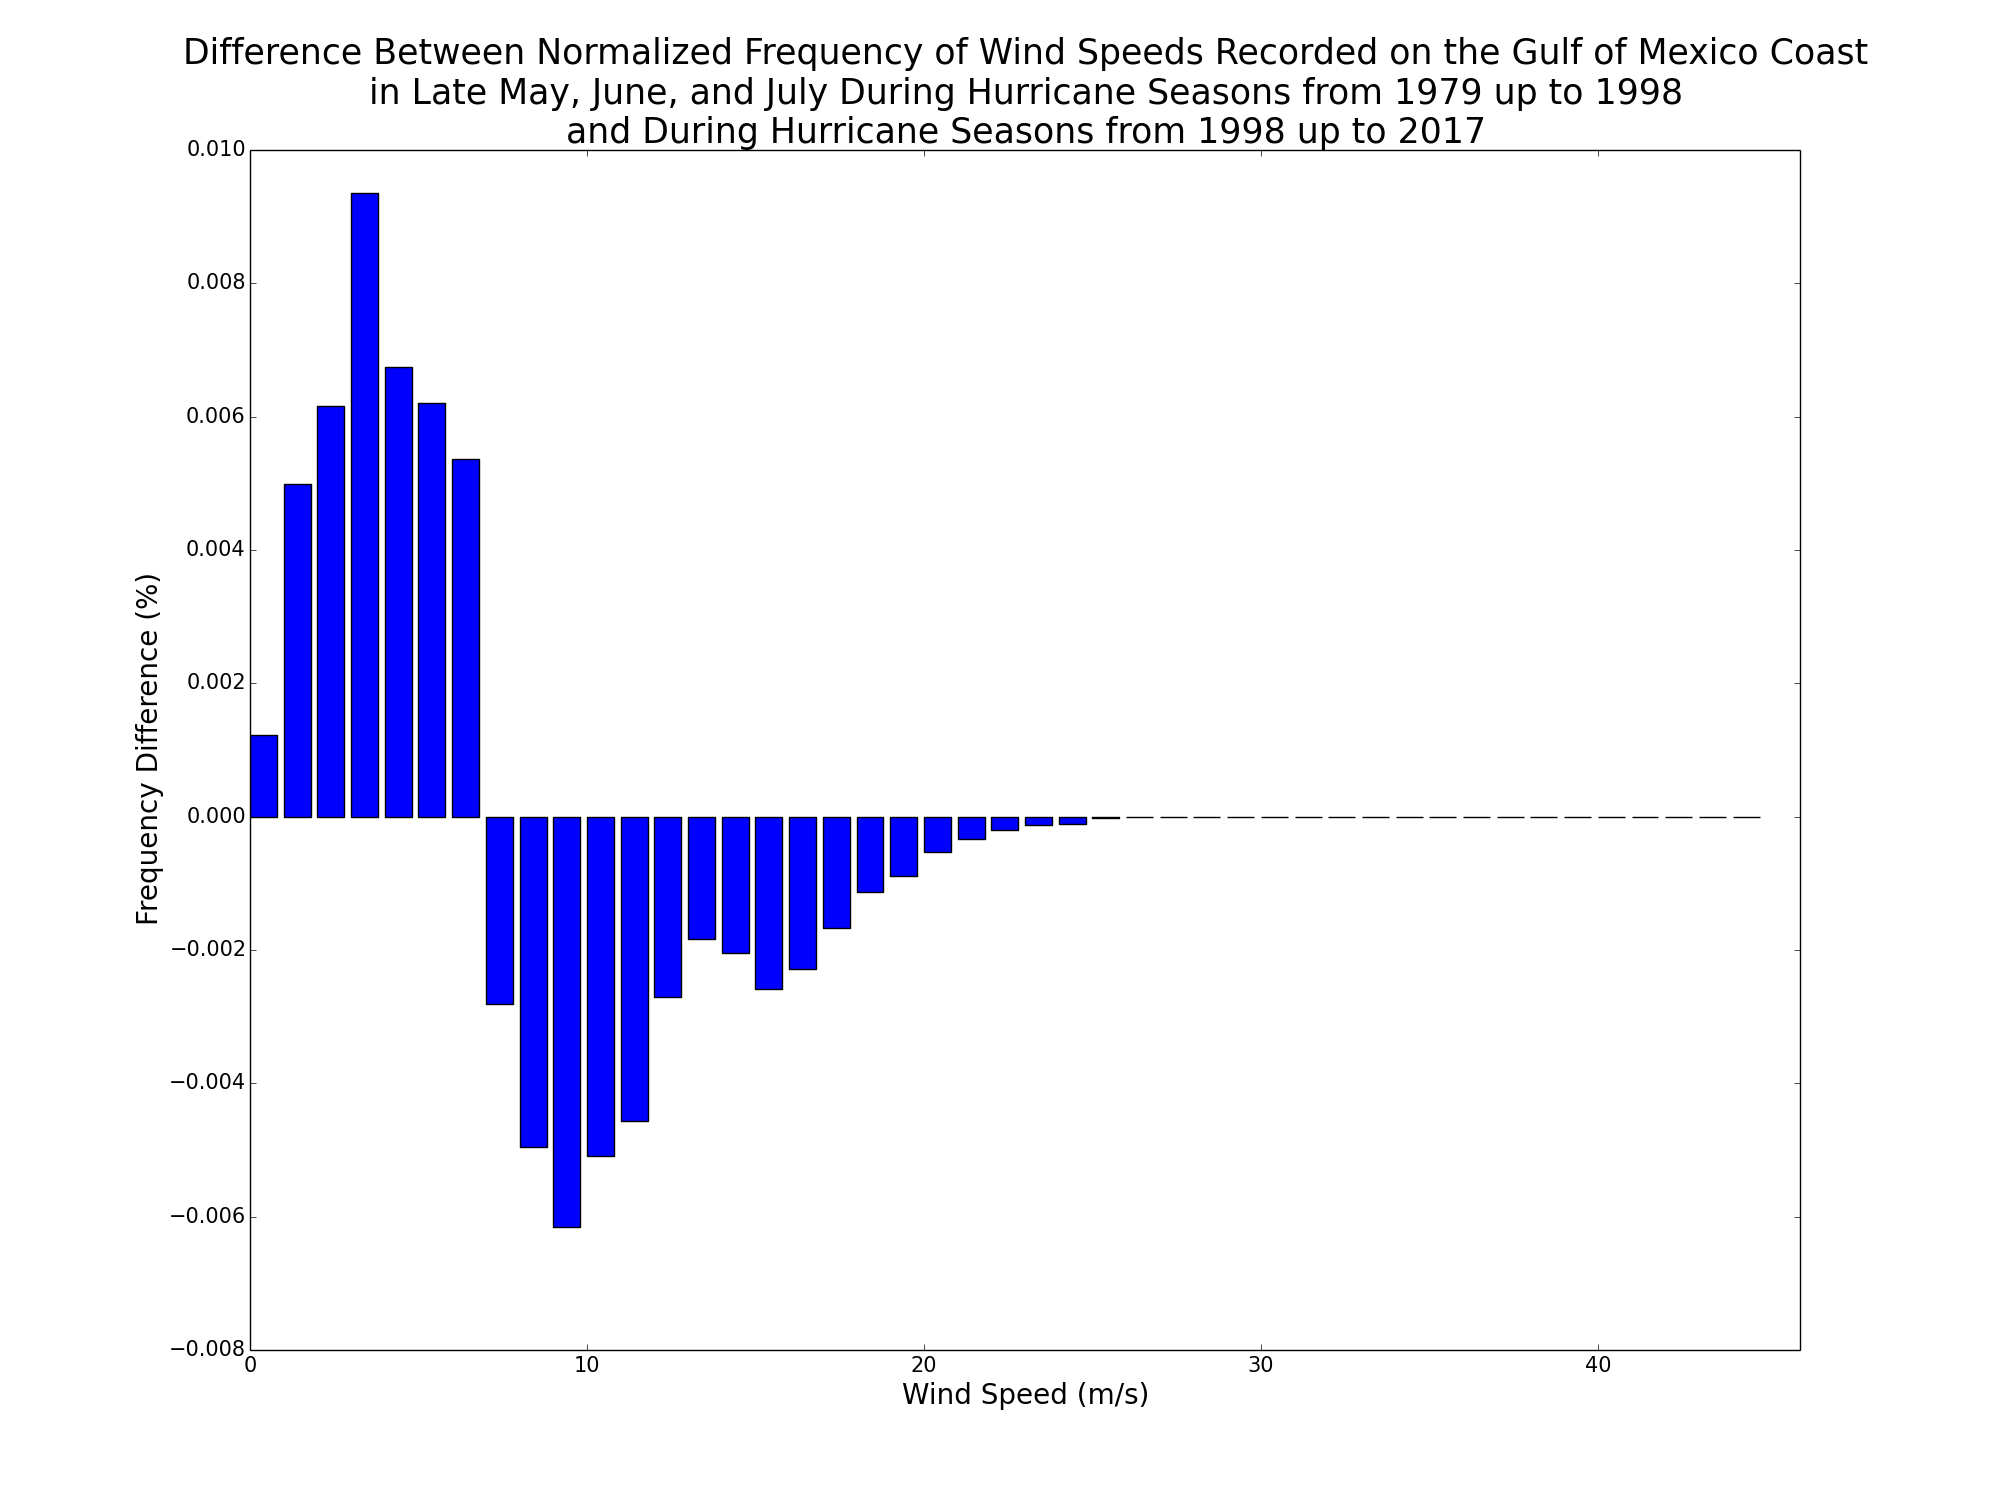 Difference Between Normalized Frequency of Wind Speeds Recorded on the Gulf of Mexico Coast
in Late May, June, and July During Hurricane Seasons from 1979 up to 1998
and During Hurricane Seasons from 1998 up to 2017
0.010
0.008
0.006
0.004
0.002
0.000
−0.002
−0.004
−0.006
−0.008
Frequency Difference (%)
0 10 20 30 40
Wind Speed (m/s)